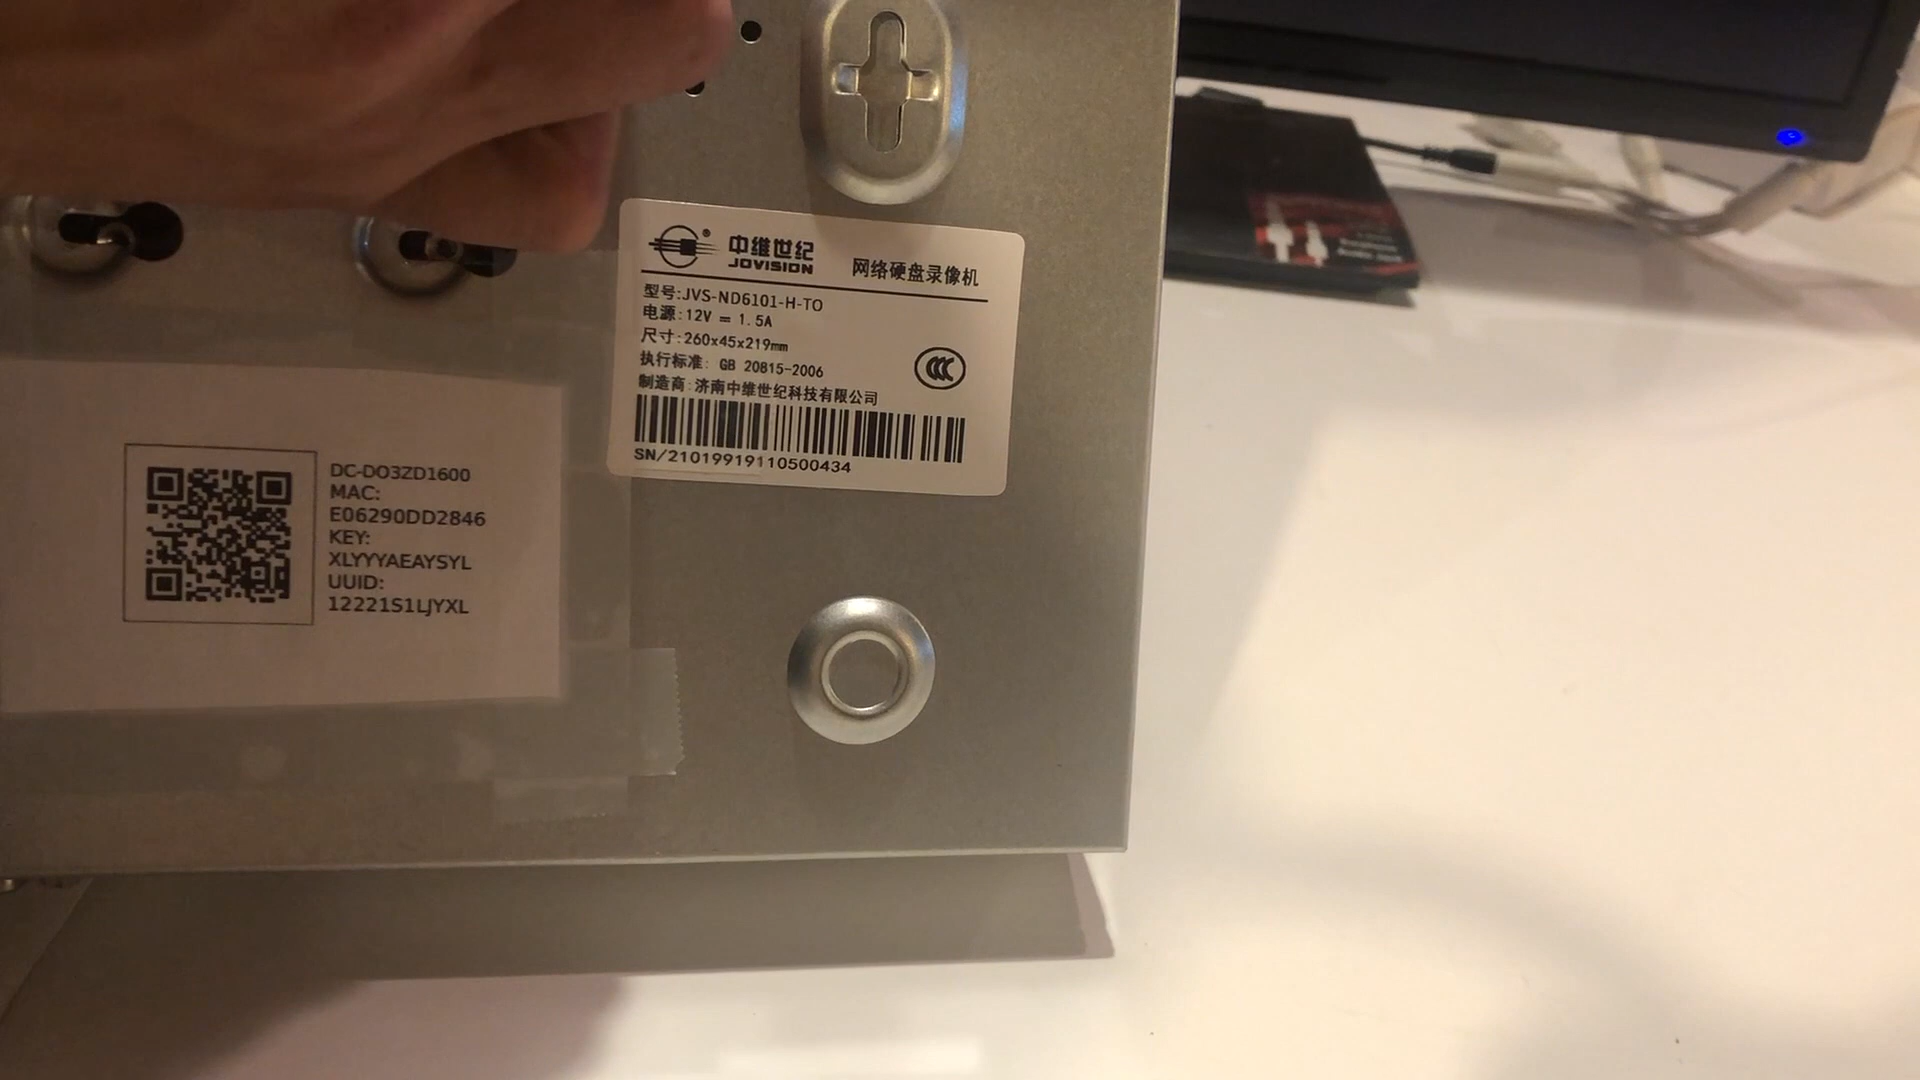 中维世纪
JOVISION
网络硬盘录像机
型号:JVS-ND6101-H-TO
电源:12V = 1.5A
尺寸:260x45x219mm
执行标准: GB 20815-2006
制造商:济南中维世纪科技有限公司
SN/21019919110500434
DC-DO3ZD1600
MAC:
E06290DD2846
KEY:
XLYYYAEAYSYL
UUID:
12221S1LJYXL